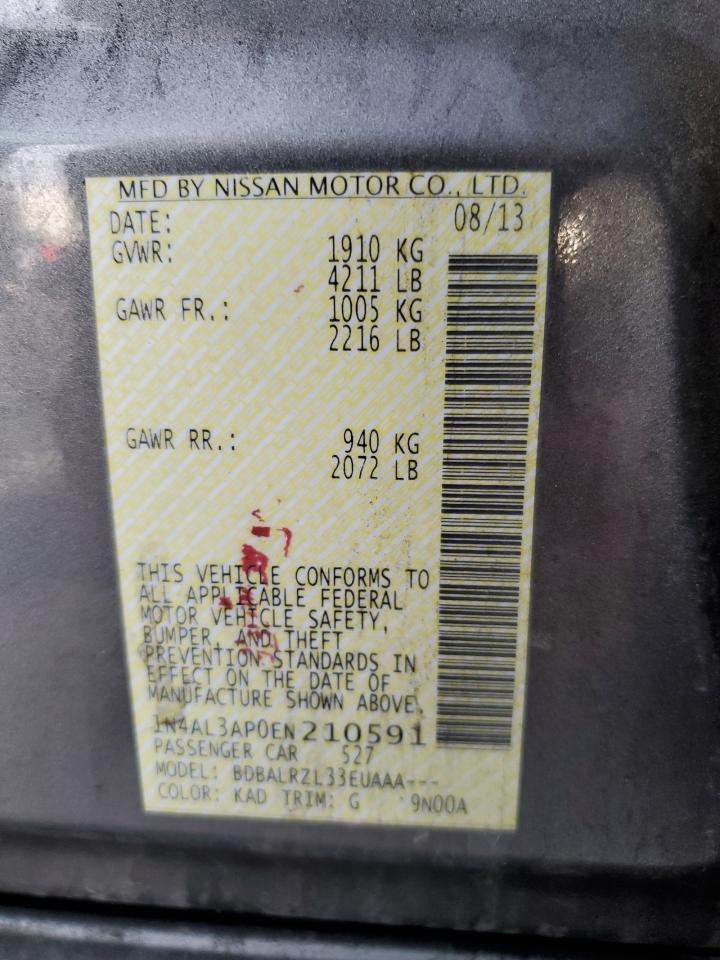 MFD BY NISSAN MOTOR CO., LTD.
DATE: 08/13
GVWR: 1910 KG
4211 LB
GAWR FR.: 1005 KG
2216 LB
GAWR RR.: 940 KG
2072 LB
THIS VEHICLE CONFORMS TO
ALL APPLICABLE FEDERAL
MOTOR VEHICLE SAFETY,
BUMPER, AND THEFT
PREVENTION STANDARDS IN
EFFECT ON THE DATE OF
MANUFACTURE SHOWN ABOVE.
1N4AL3AP0EN210591
PASSENGER CAR 527
MODEL: BDBALRZL33EUAAA---
COLOR: KAD TRIM: G 9N00A